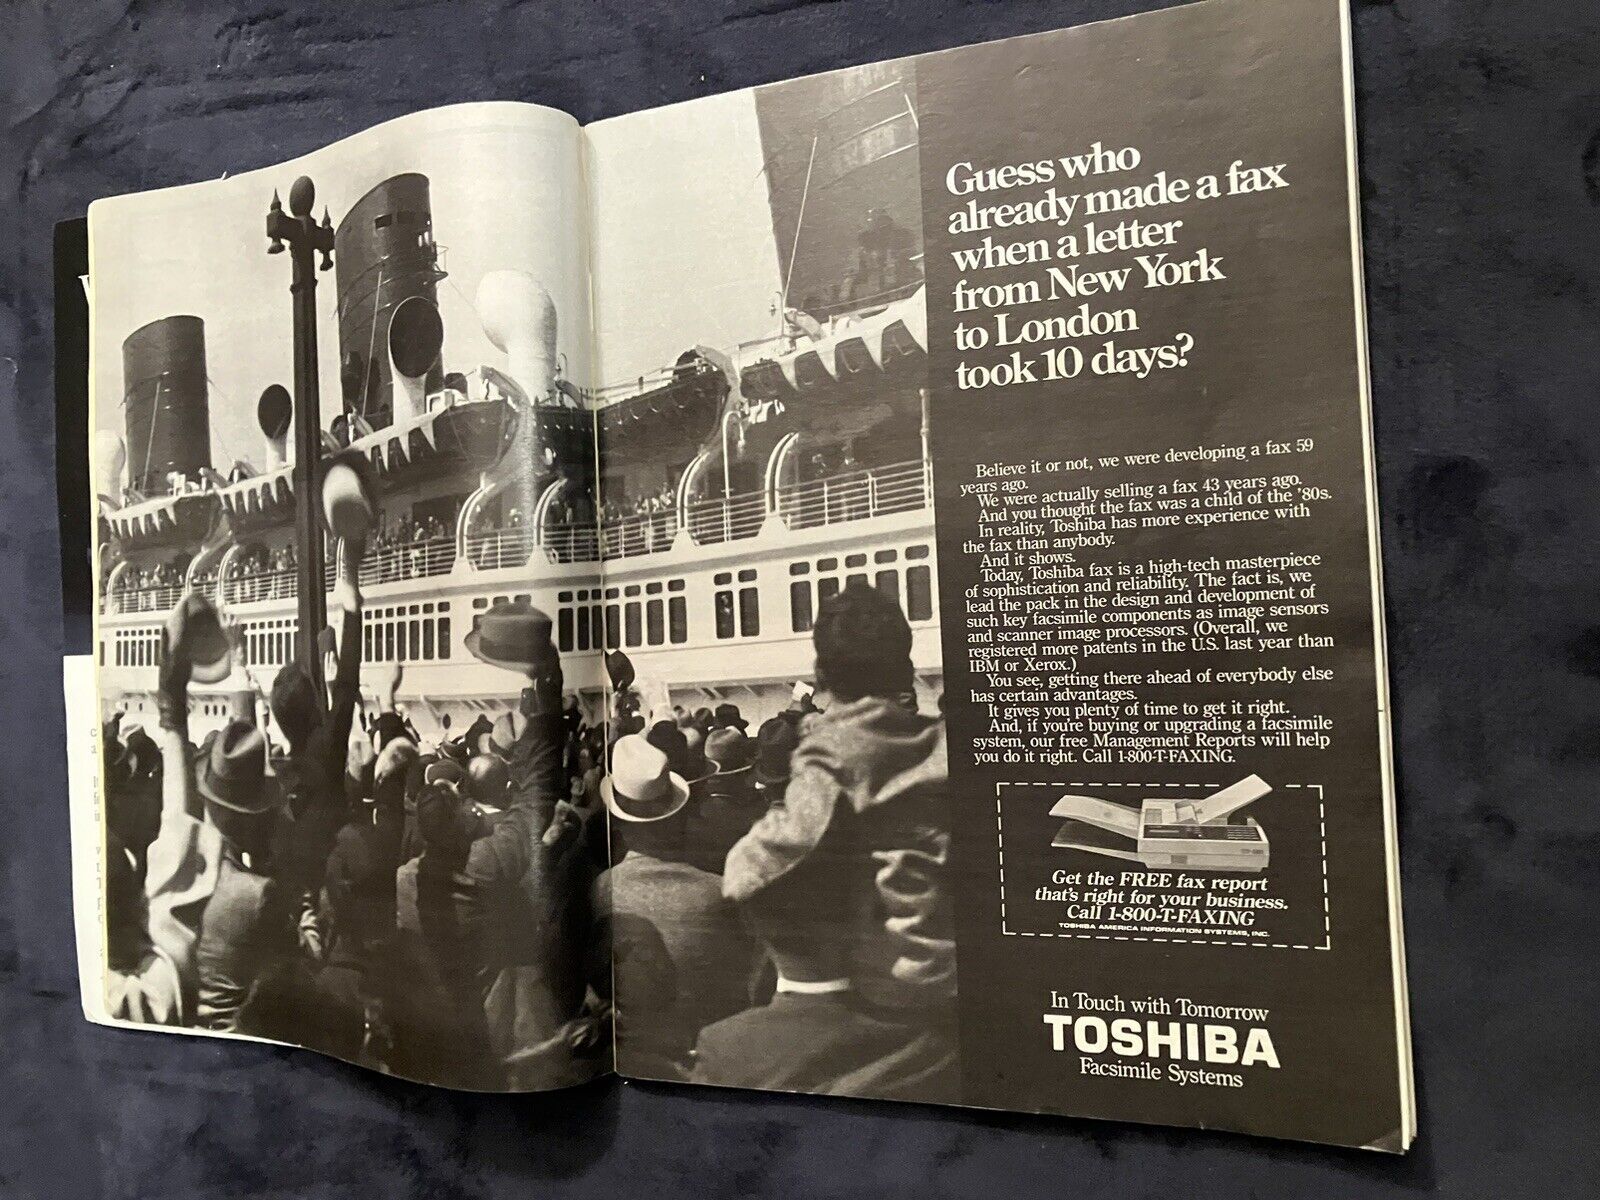 Guess who
already made a fax
when a letter
from New York
to London
took 10 days?
Believe it or not, we were developing a fax 59
years ago.
We were actually selling a fax 43 years ago.
And you thought the fax was a child of the '80s.
In reality, Toshiba has more experience with
the fax than anybody.
And it shows.
Today, Toshiba fax is a high-tech masterpiece
of sophistication and reliability. The fact is, we
lead the pack in the design and development of
such key facsimile components as image sensors
and scanner image processors. (Overall, we
registered more patents in the U.S. last year than
IBM or Xerox.)
You see, getting there ahead of everybody else
has certain advantages.
It gives you plenty of time to get it right.
And, if you're buying or upgrading a facsimile
system, our free Management Reports will help
you do it right. Call 1-800-T-FAXING.
Get the FREE fax report
that's right for your business.
Call 1-800-T-FAXING
TOSHIBA AMERICA INFORMATION SYSTEMS, INC.
In Touch with Tomorrow
TOSHIBA
Facsimile Systems